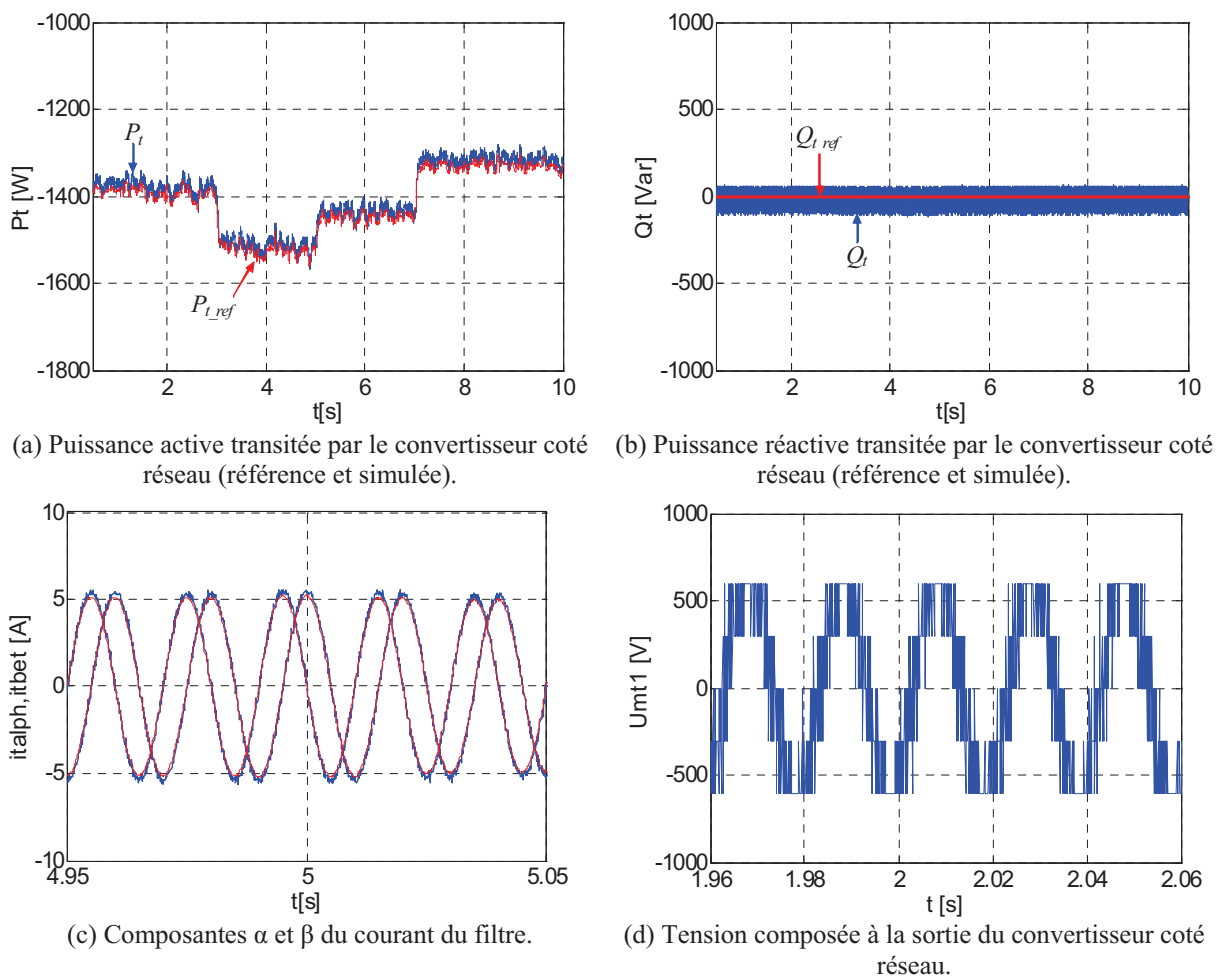 -1000
-1200
-1400
-1600
-1800
Pt [W]
P_t
P_{t_ref}
2
4
6
8
10
t[s]
(a) Puissance active transitée par le convertisseur coté
réseau (référence et simulée).
1000
500
0
-500
-1000
Qt [Var]
Q_{t ref}
Q_t
2
4
6
8
10
t[s]
(b) Puissance réactive transitée par le convertisseur coté
réseau (référence et simulée).
10
5
0
-5
-10
italph,itbet [A]
4.95
5
5.05
t[s]
(c) Composantes α et β du courant du filtre.
1000
500
0
-500
-1000
Umt1 [V]
1.96
1.98
2
2.02
2.04
2.06
t [s]
(d) Tension composée à la sortie du convertisseur coté
réseau.